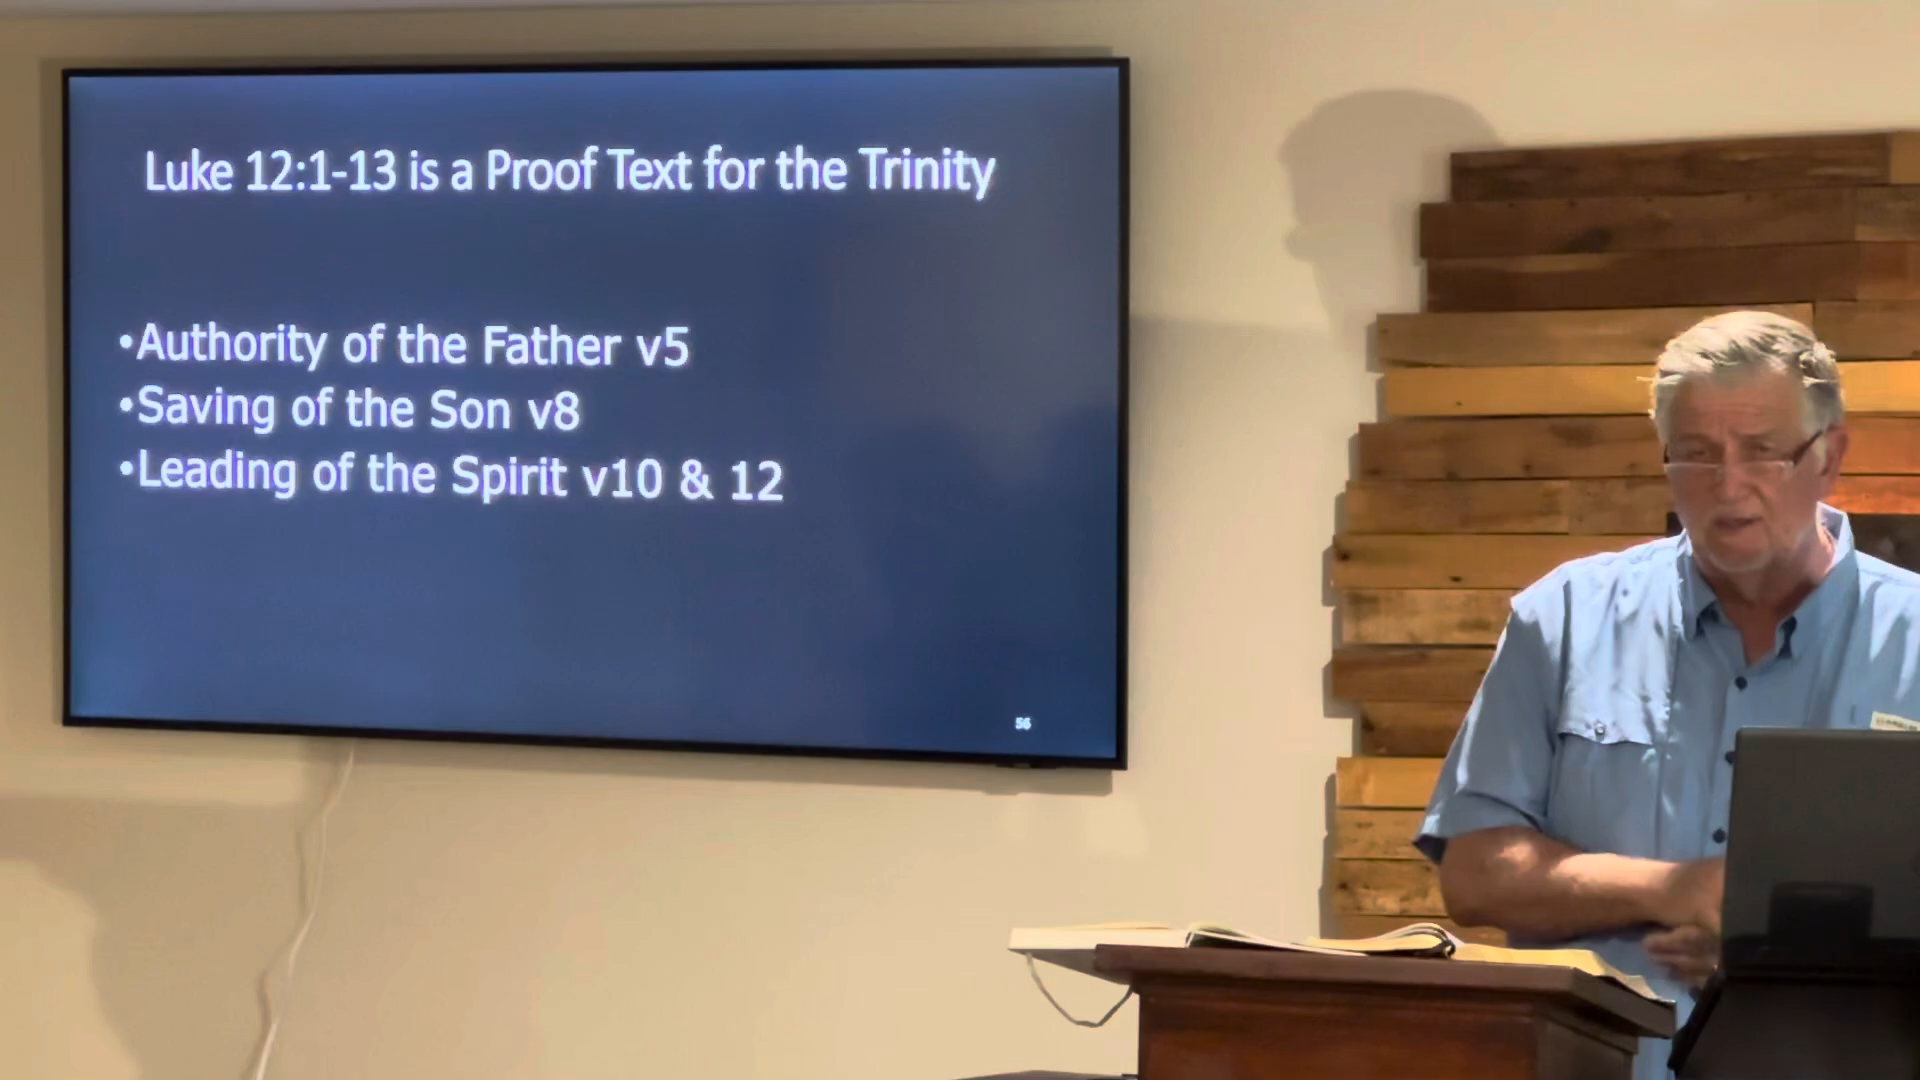 Luke 12:1-13 is a Proof Text for the Trinity
•Authority of the Father v5
•Saving of the Son v8
•Leading of the Spirit v10 & 12
56